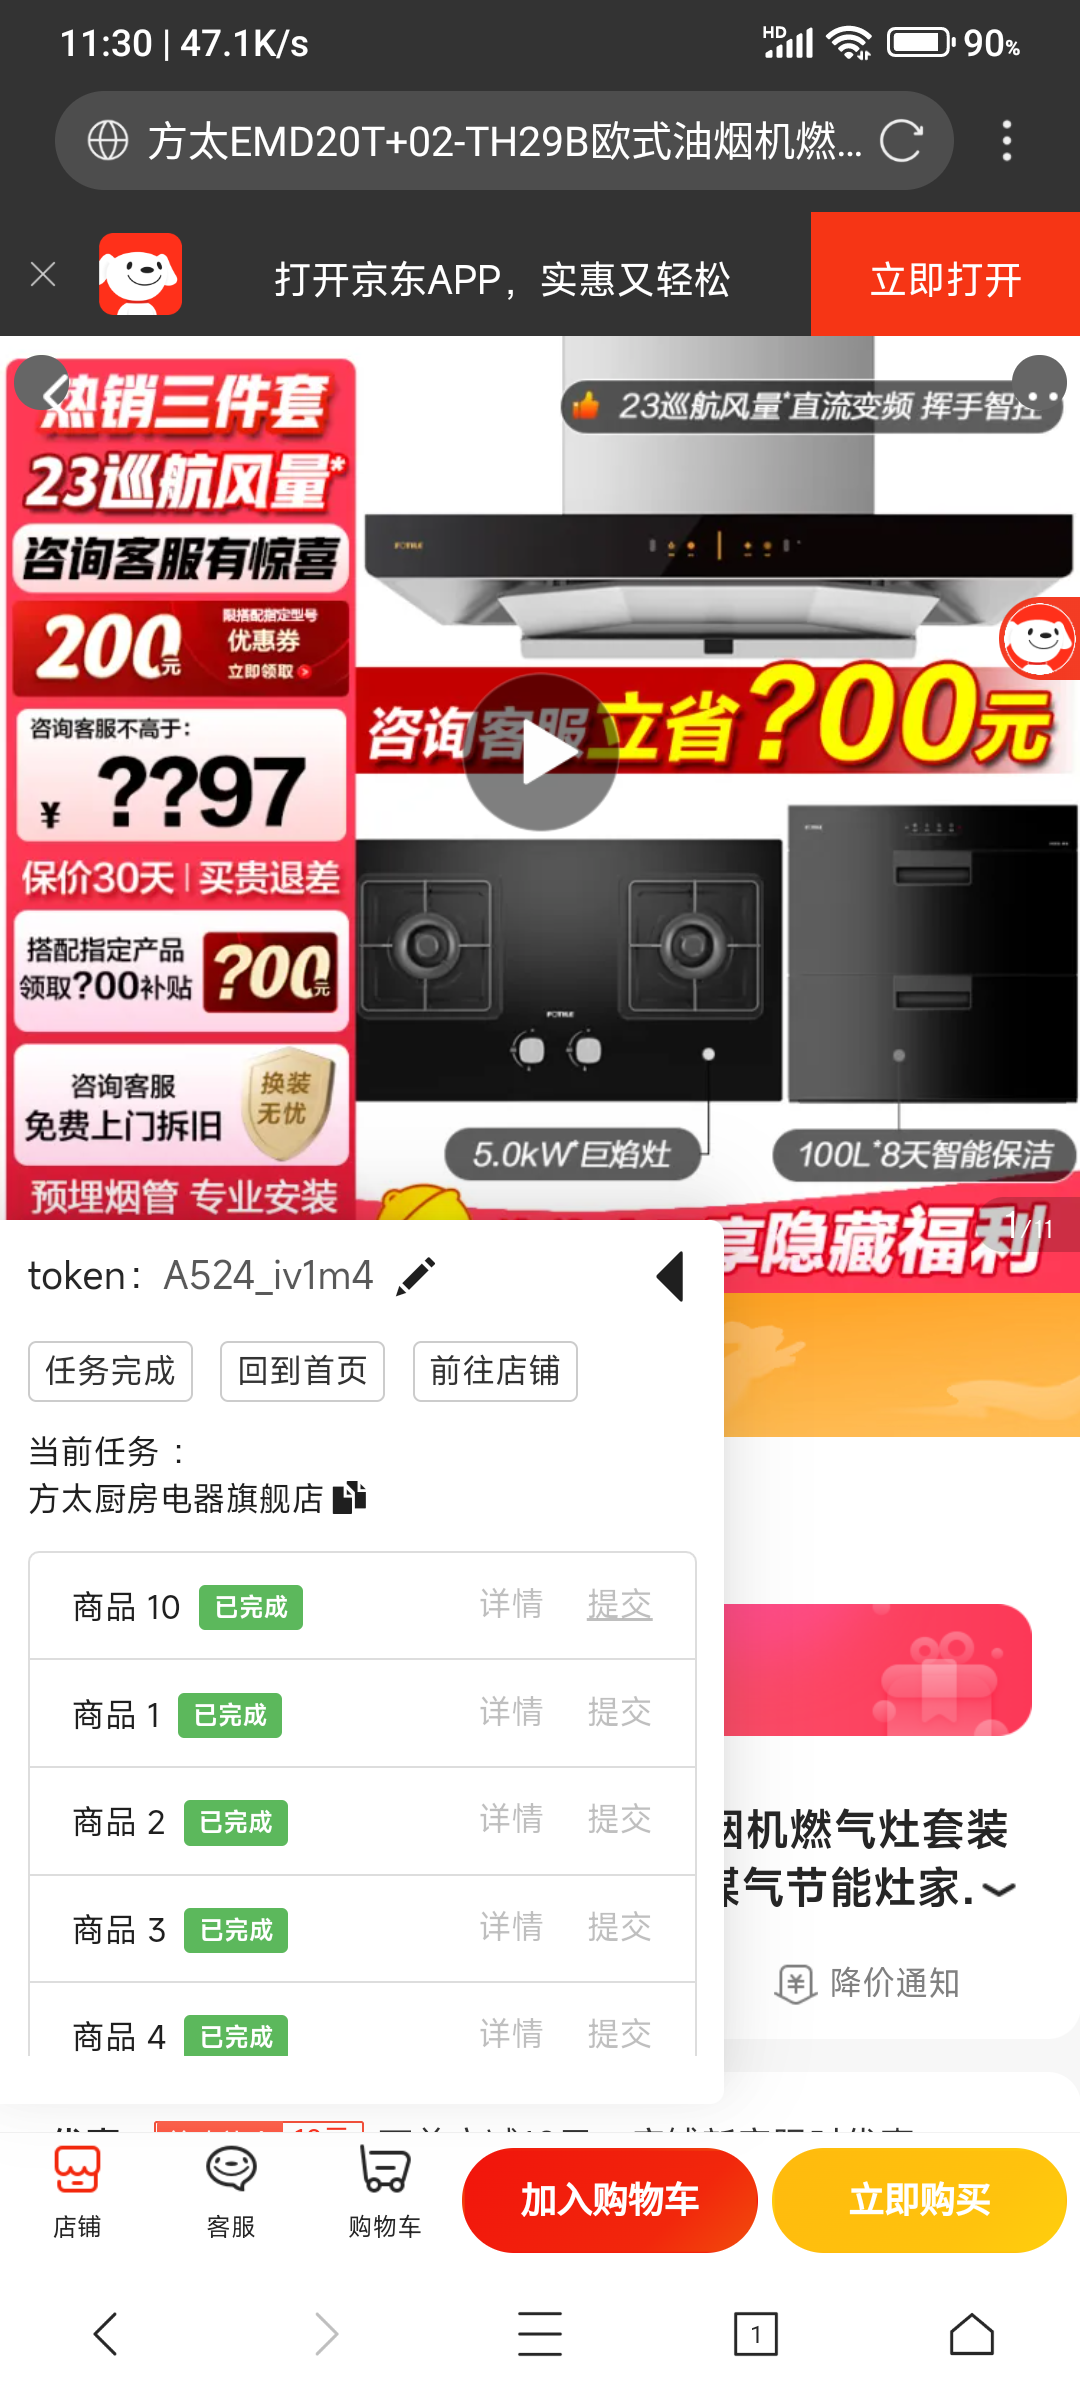 11:30 | 47.1K/s
HD
90%
方太EMD20T+02-TH29B欧式油烟机燃...
打开京东APP，实惠又轻松
立即打开
热销三件套
23巡航风量*
咨询客服有惊喜
200元
限搭配指定型号
优惠券
立即领取
咨询客服不高于：
¥ ??97
保价30天 | 买贵退差
搭配指定产品
领取?00补贴
?00元
咨询客服
免费上门拆旧
换装
无忧
预埋烟管 专业安装
23巡航风量*直流变频 挥手智控
FOTILE
咨询客服立省?00元
FOTILE
5.0kW*巨焰灶
100L*8天智能保洁
享隐藏福利
1/11
token： A524_iv1m4
任务完成
回到首页
前往店铺
当前任务 ：
方太厨房电器旗舰店
商品 10 已完成 详情 提交
商品 1 已完成 详情 提交
商品 2 已完成 详情 提交
商品 3 已完成 详情 提交
商品 4 已完成 详情 提交
烟机燃气灶套装
煤气节能灶家.
降价通知
店铺
客服
购物车
加入购物车
立即购买
1